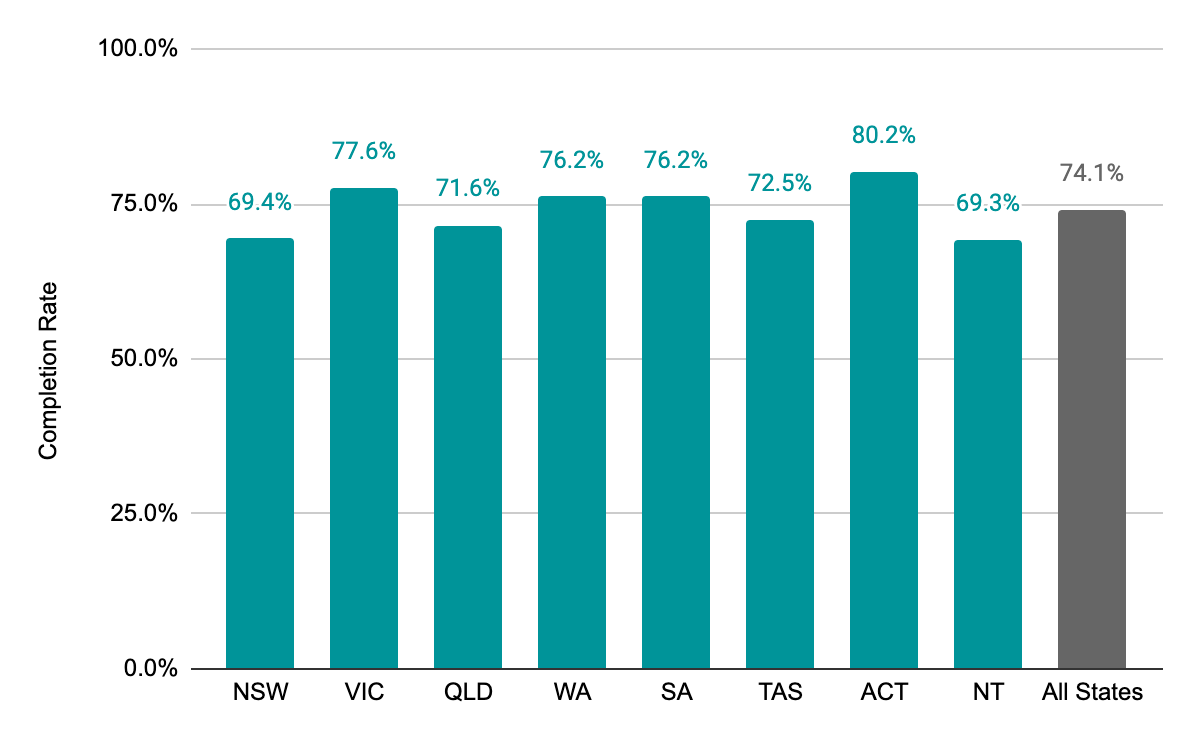 100.0%
75.0%
50.0%
25.0%
0.0%
Completion Rate
69.4%
77.6%
71.6%
76.2%
76.2%
72.5%
80.2%
69.3%
74.1%
NSW
VIC
QLD
WA
SA
TAS
ACT
NT
All States